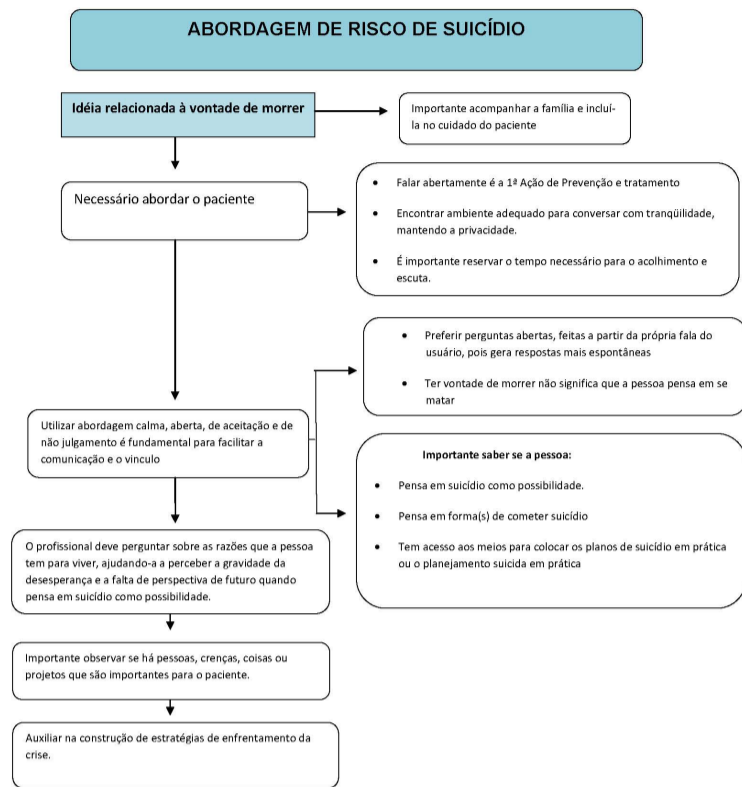 ABORDAGEM DE RISCO DE SUICÍDIO
Idéia relacionada à vontade de morrer
Importante acompanhar a família e incluí-
la no cuidado do paciente
Necessário abordar o paciente
• Falar abertamente é a 1ª Ação de Prevenção e tratamento
• Encontrar ambiente adequado para conversar com tranqüilidade,
mantendo a privacidade.
• É importante reservar o tempo necessário para o acolhimento e
escuta.
• Preferir perguntas abertas, feitas a partir da própria fala do
usuário, pois gera respostas mais espontâneas
• Ter vontade de morrer não significa que a pessoa pensa em se
matar
Utilizar abordagem calma, aberta, de aceitação e de
não julgamento é fundamental para facilitar a
comunicação e o vinculo
Importante saber se a pessoa:
• Pensa em suicídio como possibilidade.
• Pensa em forma(s) de cometer suicídio
• Tem acesso aos meios para colocar os planos de suicídio em prática
ou o planejamento suicida em prática
O profissional deve perguntar sobre as razões que a pessoa
tem para viver, ajudando-a a perceber a gravidade da
desesperança e a falta de perspectiva de futuro quando
pensa em suicídio como possibilidade.
Importante observar se há pessoas, crenças, coisas ou
projetos que são importantes para o paciente.
Auxiliar na construção de estratégias de enfrentamento da
crise.